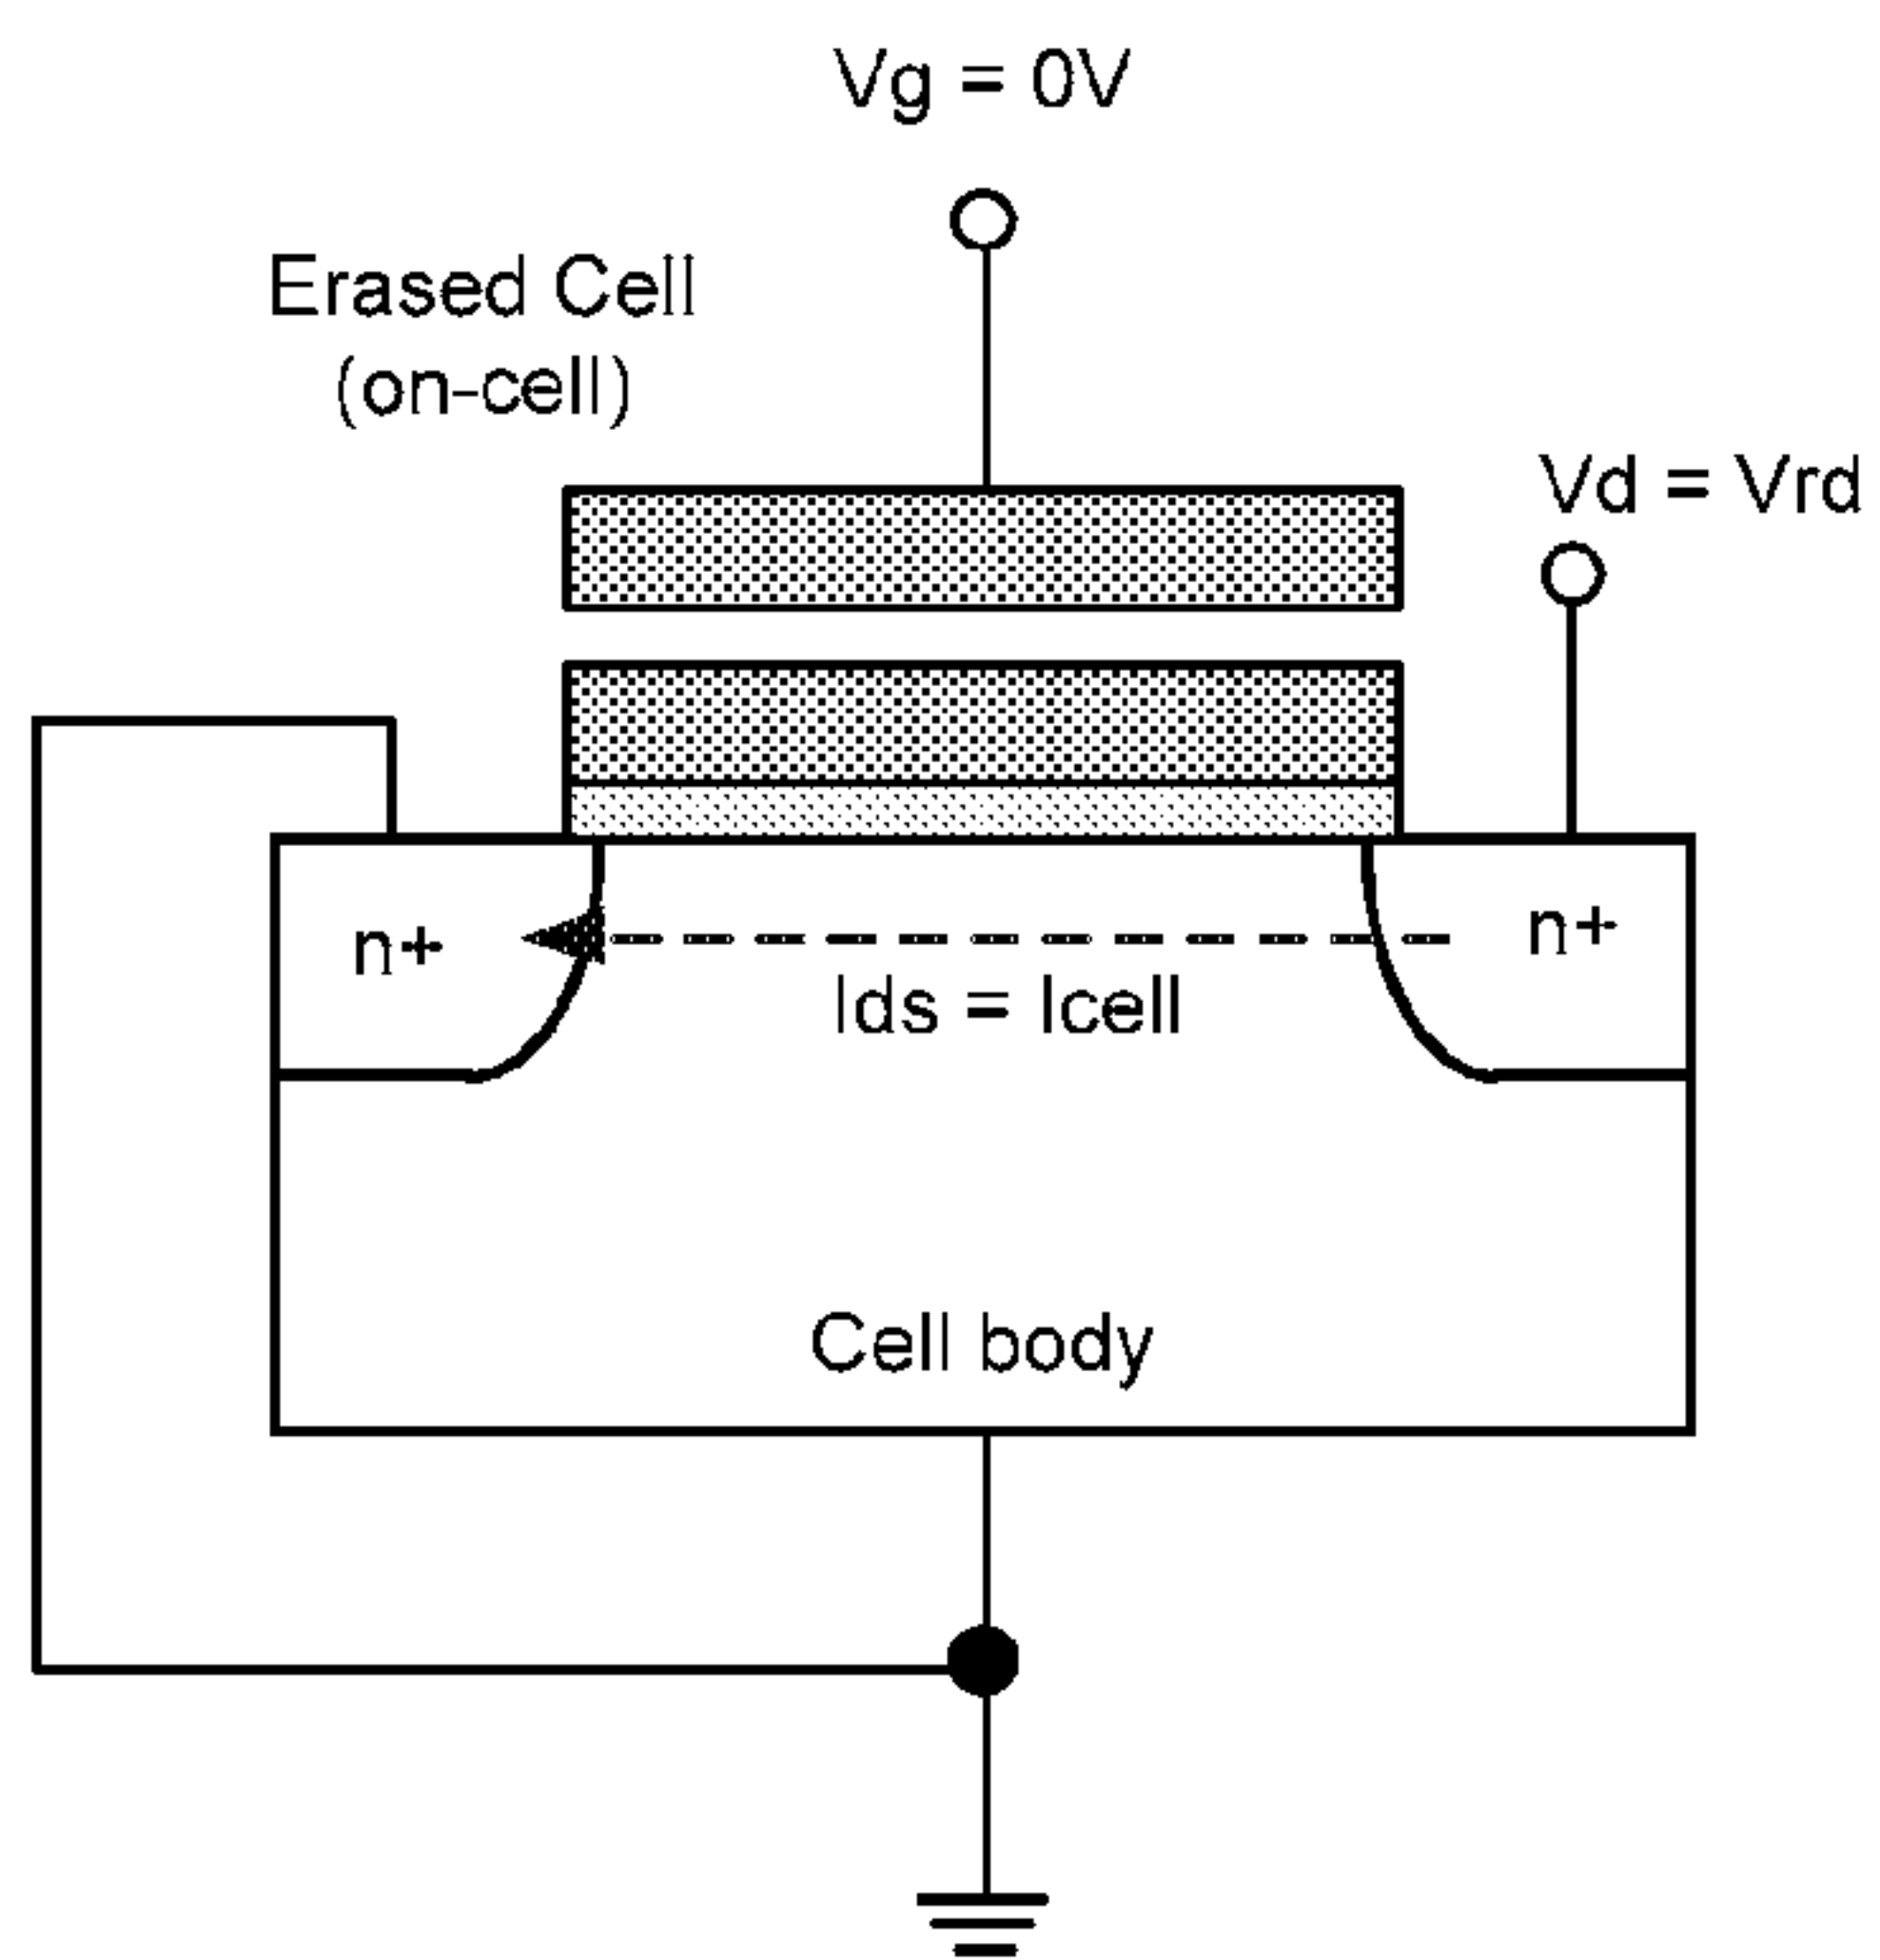 Vg = 0V
Erased Cell
(on-cell)
Vd = Vrd
n+
n+
Ids = Icell
Cell body